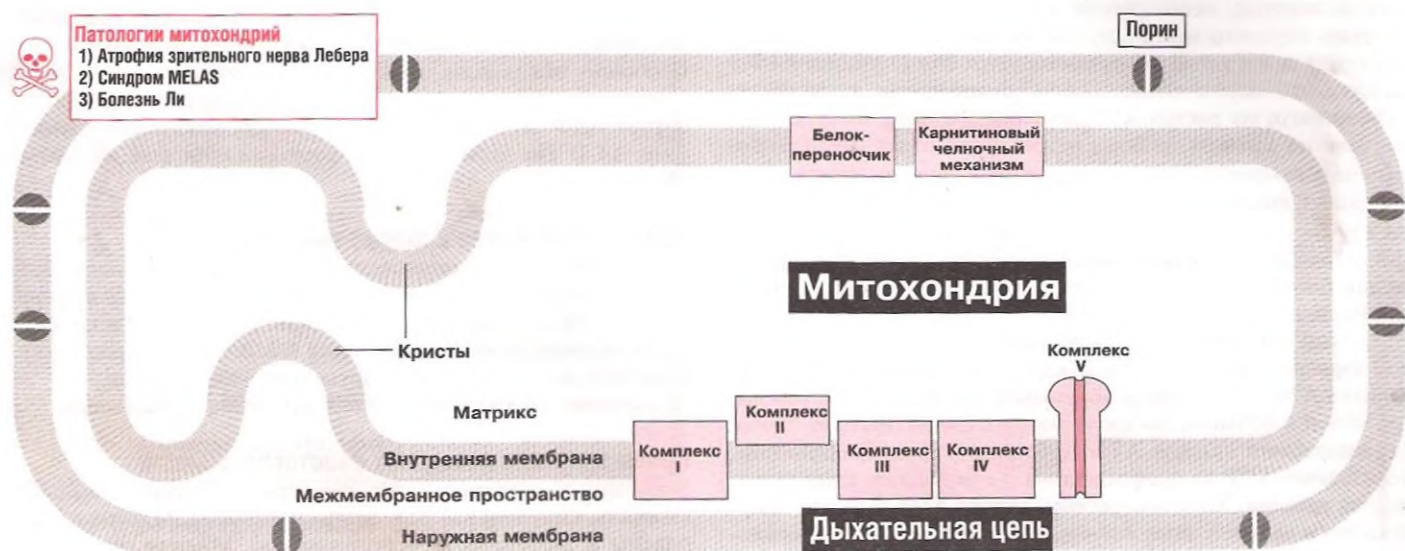 Патологии митохондрий
1) Атрофия зрительного нерва Лебера
2) Синдром MELAS
3) Болезнь Ли
Порин
Белок-
переносчик
Карнитиновый
челночный
механизм
Митохондрия
Кристы
Комплекс
V
Матрикс
Комплекс
II
Внутренняя мембрана
Комплекс
I
Комплекс
III
Комплекс
IV
Межмембранное пространство
Дыхательная цепь
Наружная мембрана